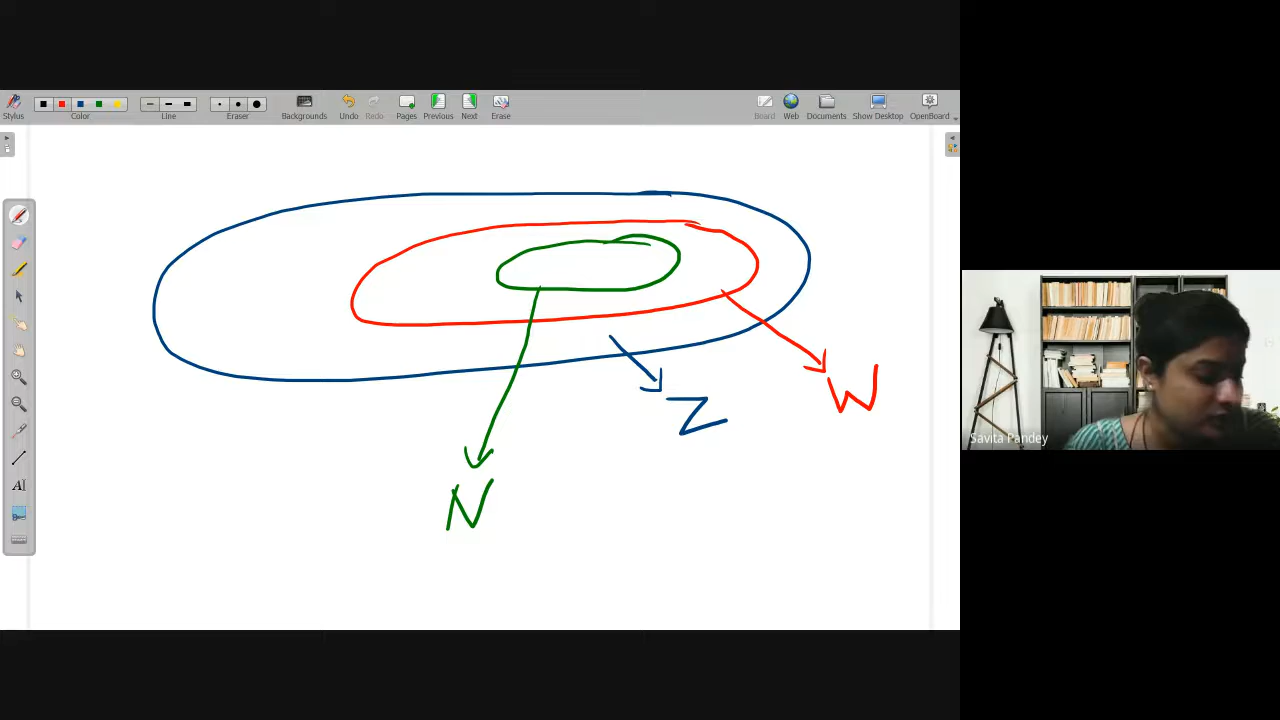 Stylus Color Line Eraser Backgrounds Undo Redo Pages Previous Next Erase Board Web Documents Show Desktop OpenBoard
W
Z
Savita Pandey
AI
N